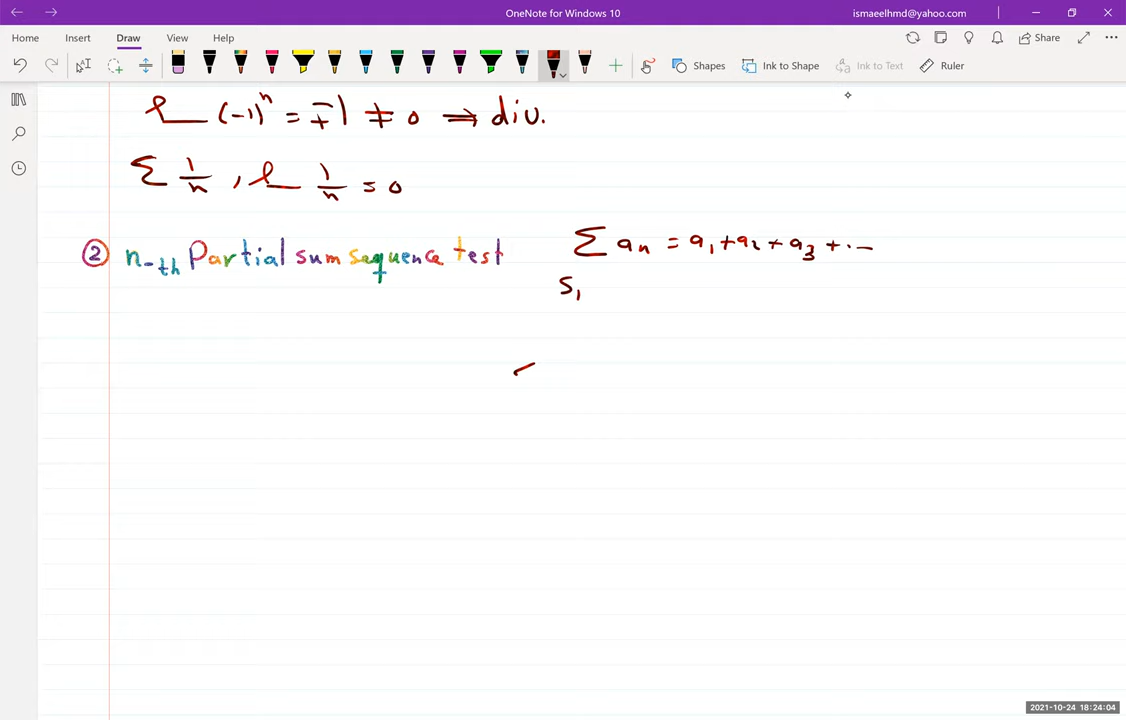 OneNote for Windows 10
ismaeelhmd@yahoo.com
Home Insert Draw View Help
Share
Shapes Ink to Shape Ink to Text Ruler
(-1)^n = ∓1 ≠ 0 ⟹ div.
Σ 1/n , 1/n = 0
② n-th Partial sum sequence test
Σ an = a1 + a2 + a3 + ...
S1
2021-10-24 18:24:04